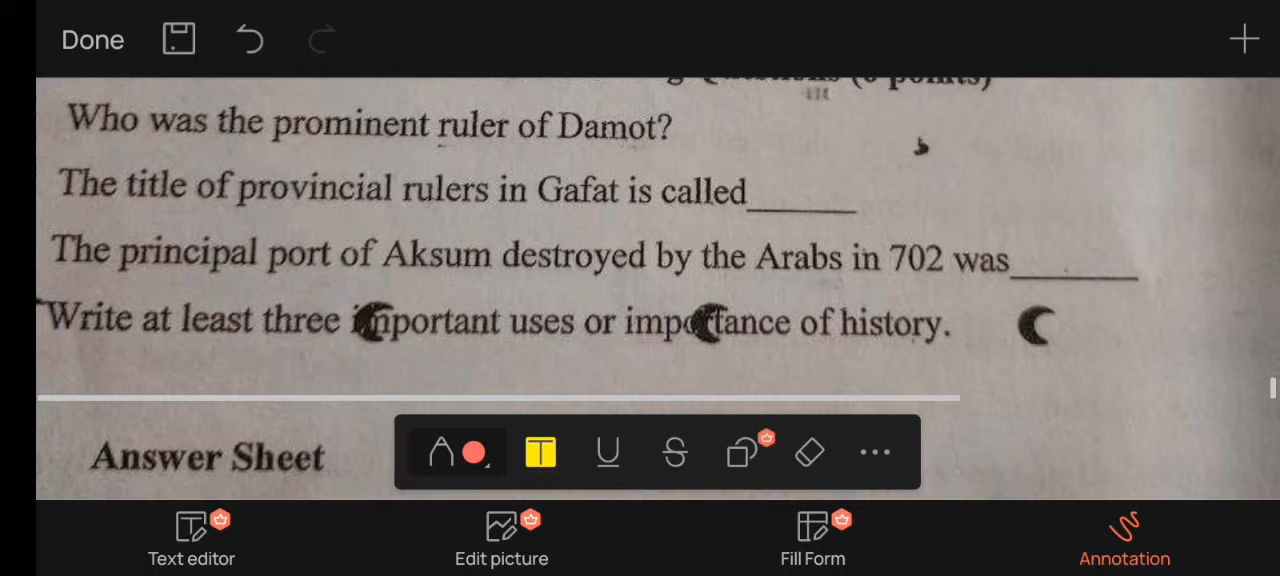 Done
(6 points)
Who was the prominent ruler of Damot?
The title of provincial rulers in Gafat is called______
The principal port of Aksum destroyed by the Arabs in 702 was______
Write at least three important uses or importance of history.
Answer Sheet
Text editor
Edit picture
Fill Form
Annotation